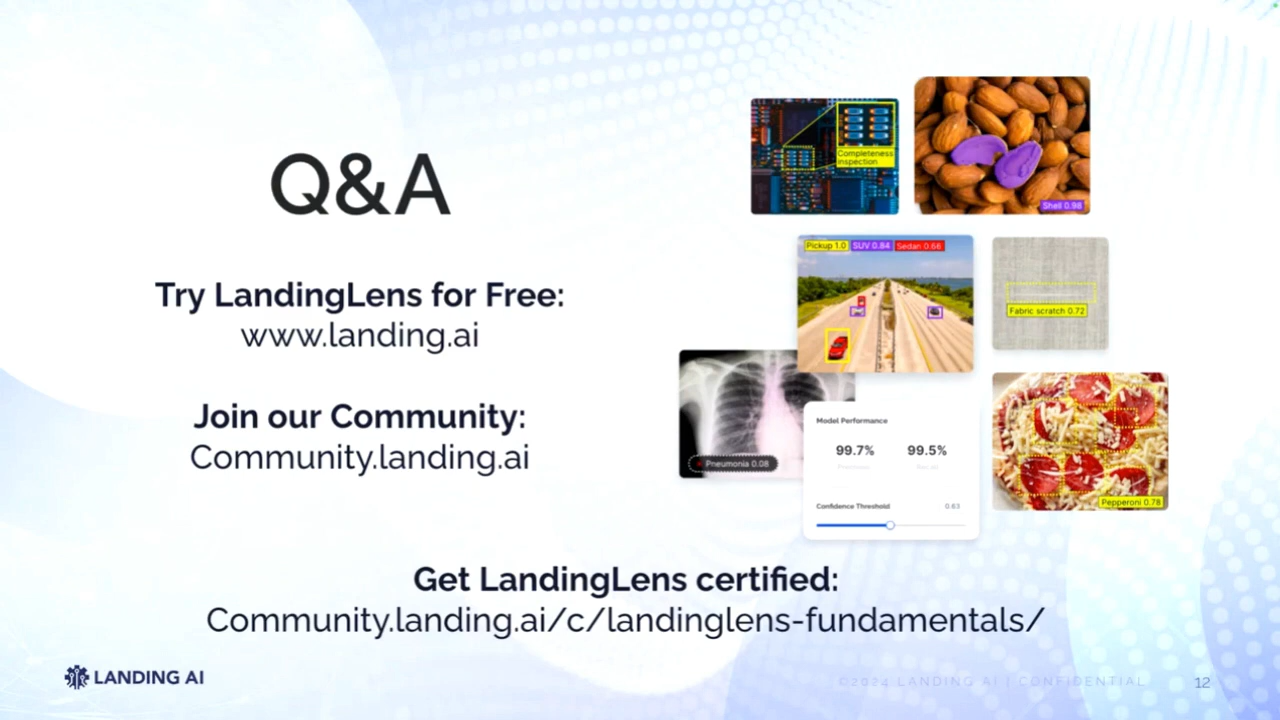 Q&A
Try LandingLens for Free:
www.landing.ai
Join our Community:
Community.landing.ai
Completeness
inspection
Shell 0.98
Pickup 1.0 SUV 0.84 Sedan 0.66
Fabric scratch 0.72
Pneumonia 0.08
Model Performance
99.7% 99.5%
Confidence Threshold 0.63
Pepperoni 0.78
Get LandingLens certified:
Community.landing.ai/c/landinglens-fundamentals/
LANDING AI
©2024 LANDING AI | CONFIDENTIAL
12